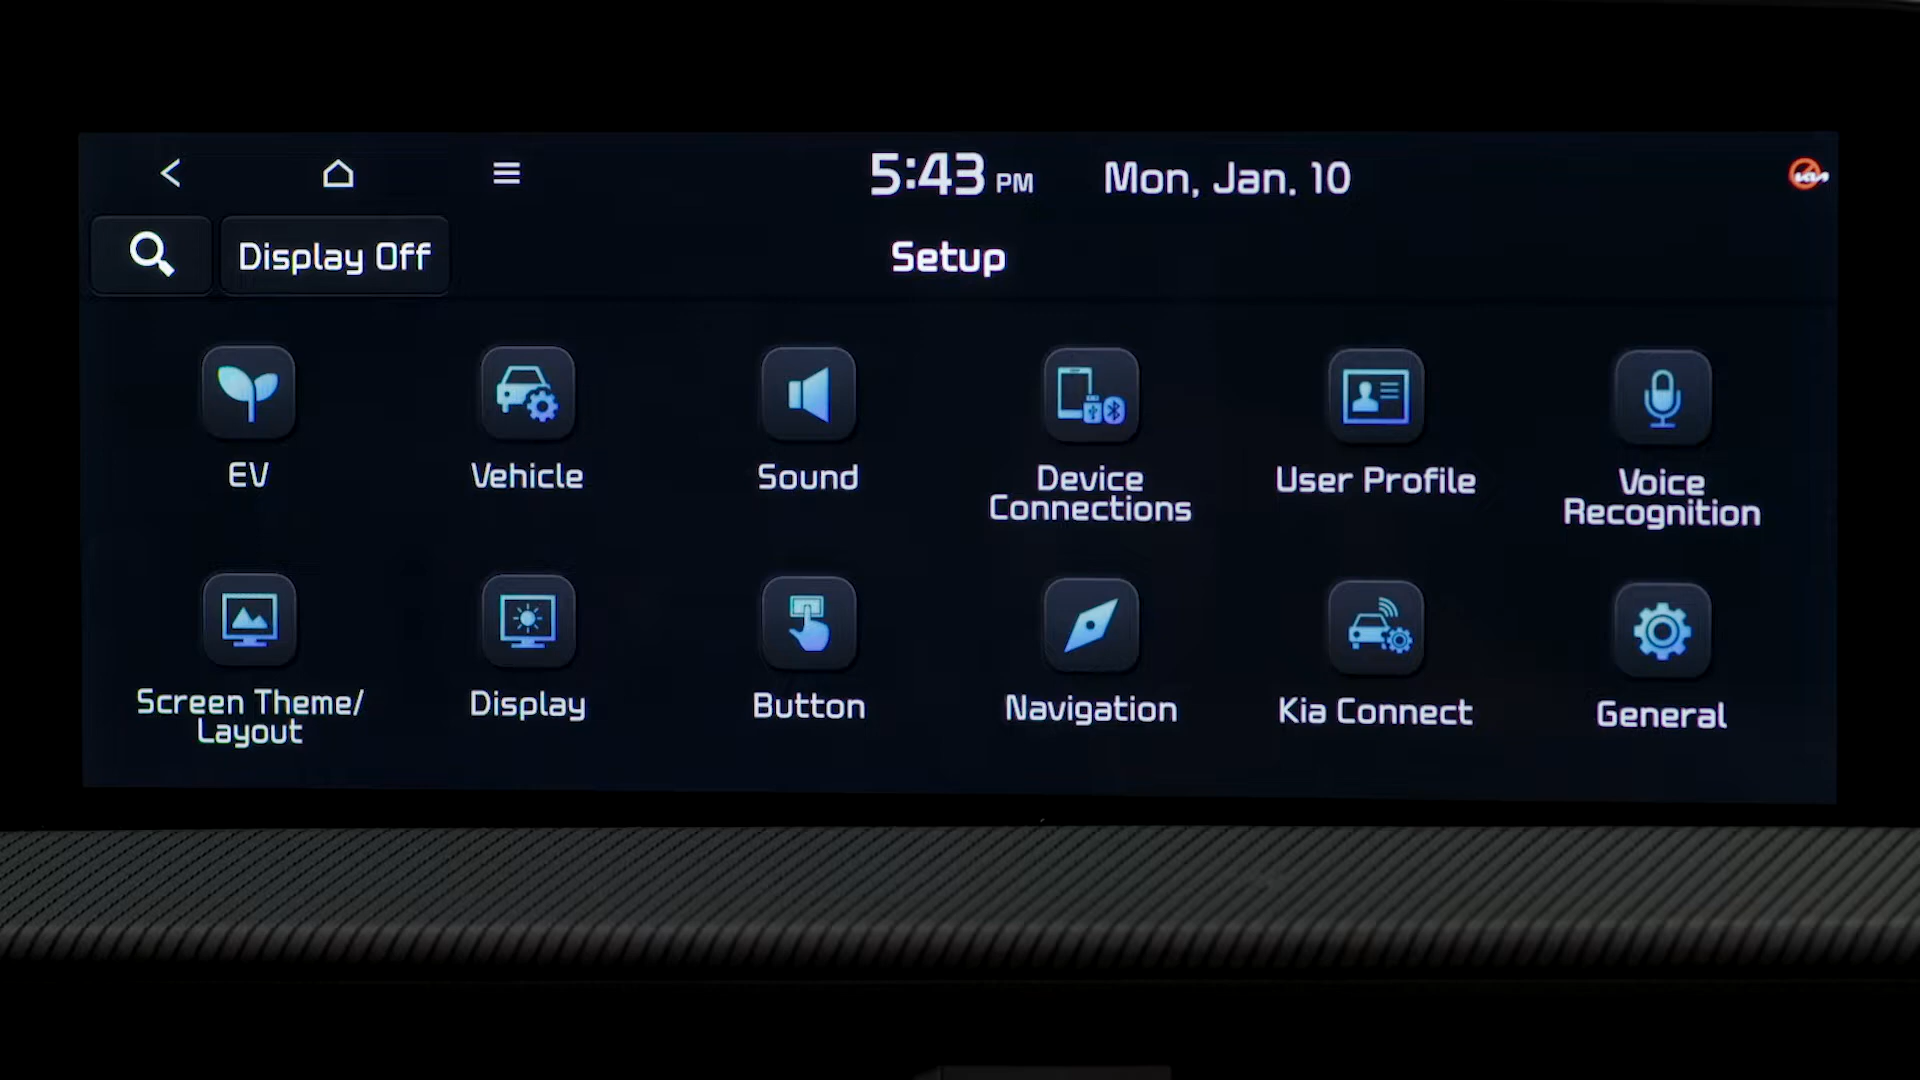 5:43 PM Mon, Jan. 10
Display Off
Setup
EV
Vehicle
Sound
Device
Connections
User Profile
Voice
Recognition
Screen Theme/
Layout
Display
Button
Navigation
Kia Connect
General